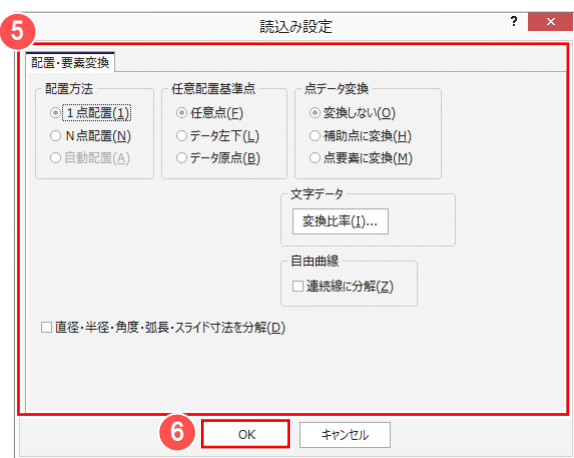 5
読込み設定
?
×
配置・要素変換
配置方法
1点配置(1)
N点配置(N)
自動配置(A)
任意配置基準点
任意点(F)
データ左下(L)
データ原点(B)
点データ変換
変換しない(O)
補助点に変換(H)
点要素に変換(M)
文字データ
変換比率(I)...
自由曲線
連続線に分解(Z)
直径・半径・角度・弧長・スライド寸法を分解(D)
6
OK
キャンセル